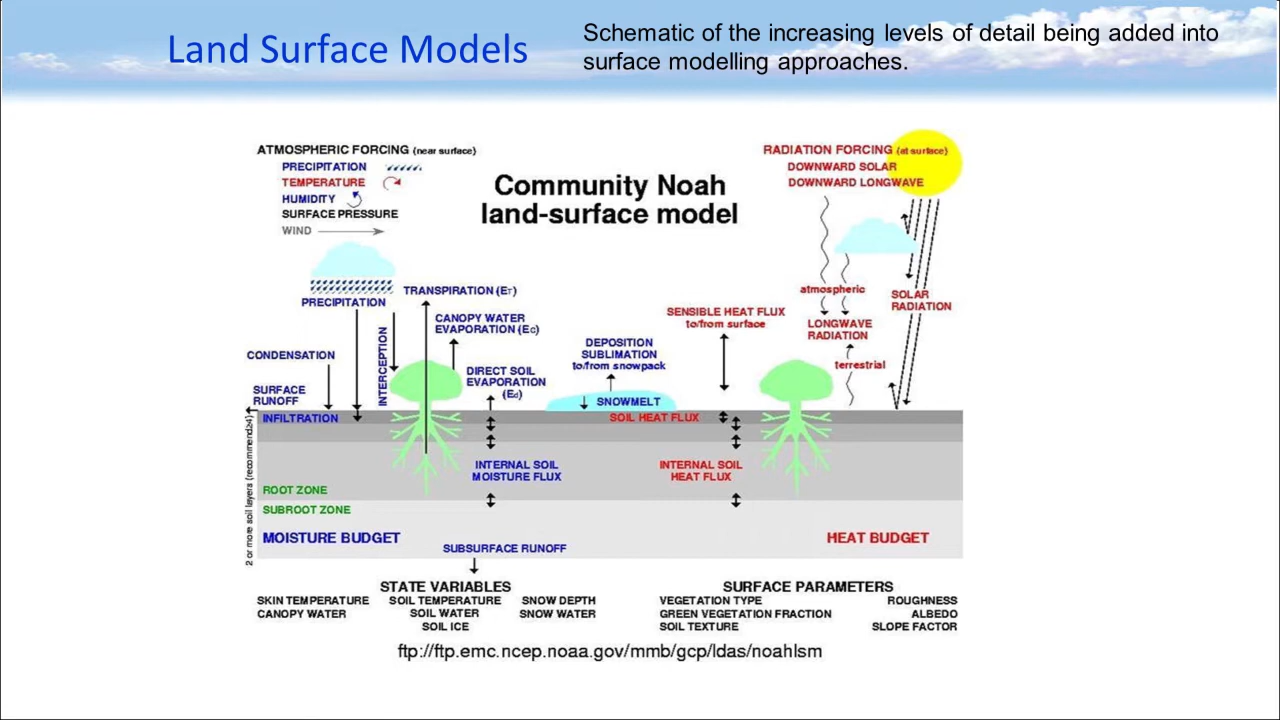 Land Surface Models
Schematic of the increasing levels of detail being added into
surface modelling approaches.
ATMOSPHERIC FORCING (near surface)
PRECIPITATION
TEMPERATURE
HUMIDITY
SURFACE PRESSURE
WIND
Community Noah
land-surface model
RADIATION FORCING (at surface)
DOWNWARD SOLAR
DOWNWARD LONGWAVE
PRECIPITATION
TRANSPIRATION (ET)
CANOPY WATER
EVAPORATION (EC)
INTERCEPTION
CONDENSATION
DIRECT SOIL
EVAPORATION
(Ed)
SURFACE
RUNOFF
INFILTRATION
DEPOSITION
SUBLIMATION
to/from snowpack
SNOWMELT
SENSIBLE HEAT FLUX
to/from surface
SOIL HEAT FLUX
atmospheric
LONGWAVE
RADIATION
terrestrial
SOLAR
RADIATION
INTERNAL SOIL
MOISTURE FLUX
INTERNAL SOIL
HEAT FLUX
ROOT ZONE
SUBROOT ZONE
MOISTURE BUDGET
HEAT BUDGET
SUBSURFACE RUNOFF
2 or more soil layers
STATE VARIABLES
SKIN TEMPERATURE
CANOPY WATER
SOIL TEMPERATURE
SOIL WATER
SOIL ICE
SNOW DEPTH
SNOW WATER
SURFACE PARAMETERS
VEGETATION TYPE
GREEN VEGETATION FRACTION
SOIL TEXTURE
ROUGHNESS
ALBEDO
SLOPE FACTOR
ftp://ftp.emc.ncep.noaa.gov/mmb/gcp/ldas/noahlsm